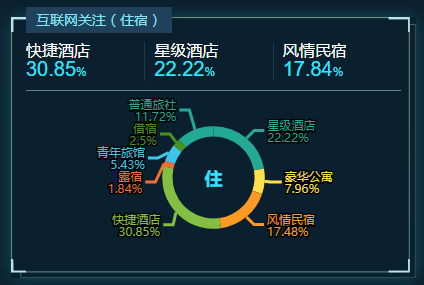 互联网关注（住宿）
快捷酒店 星级酒店 风情民宿
30.85% 22.22% 17.84%
普通旅社
11.72%
星级酒店
22.22%
借宿
2.5%
青年旅馆
5.43%
露宿
1.84%
豪华公寓
7.96%
住
快捷酒店
30.85%
风情民宿
17.48%